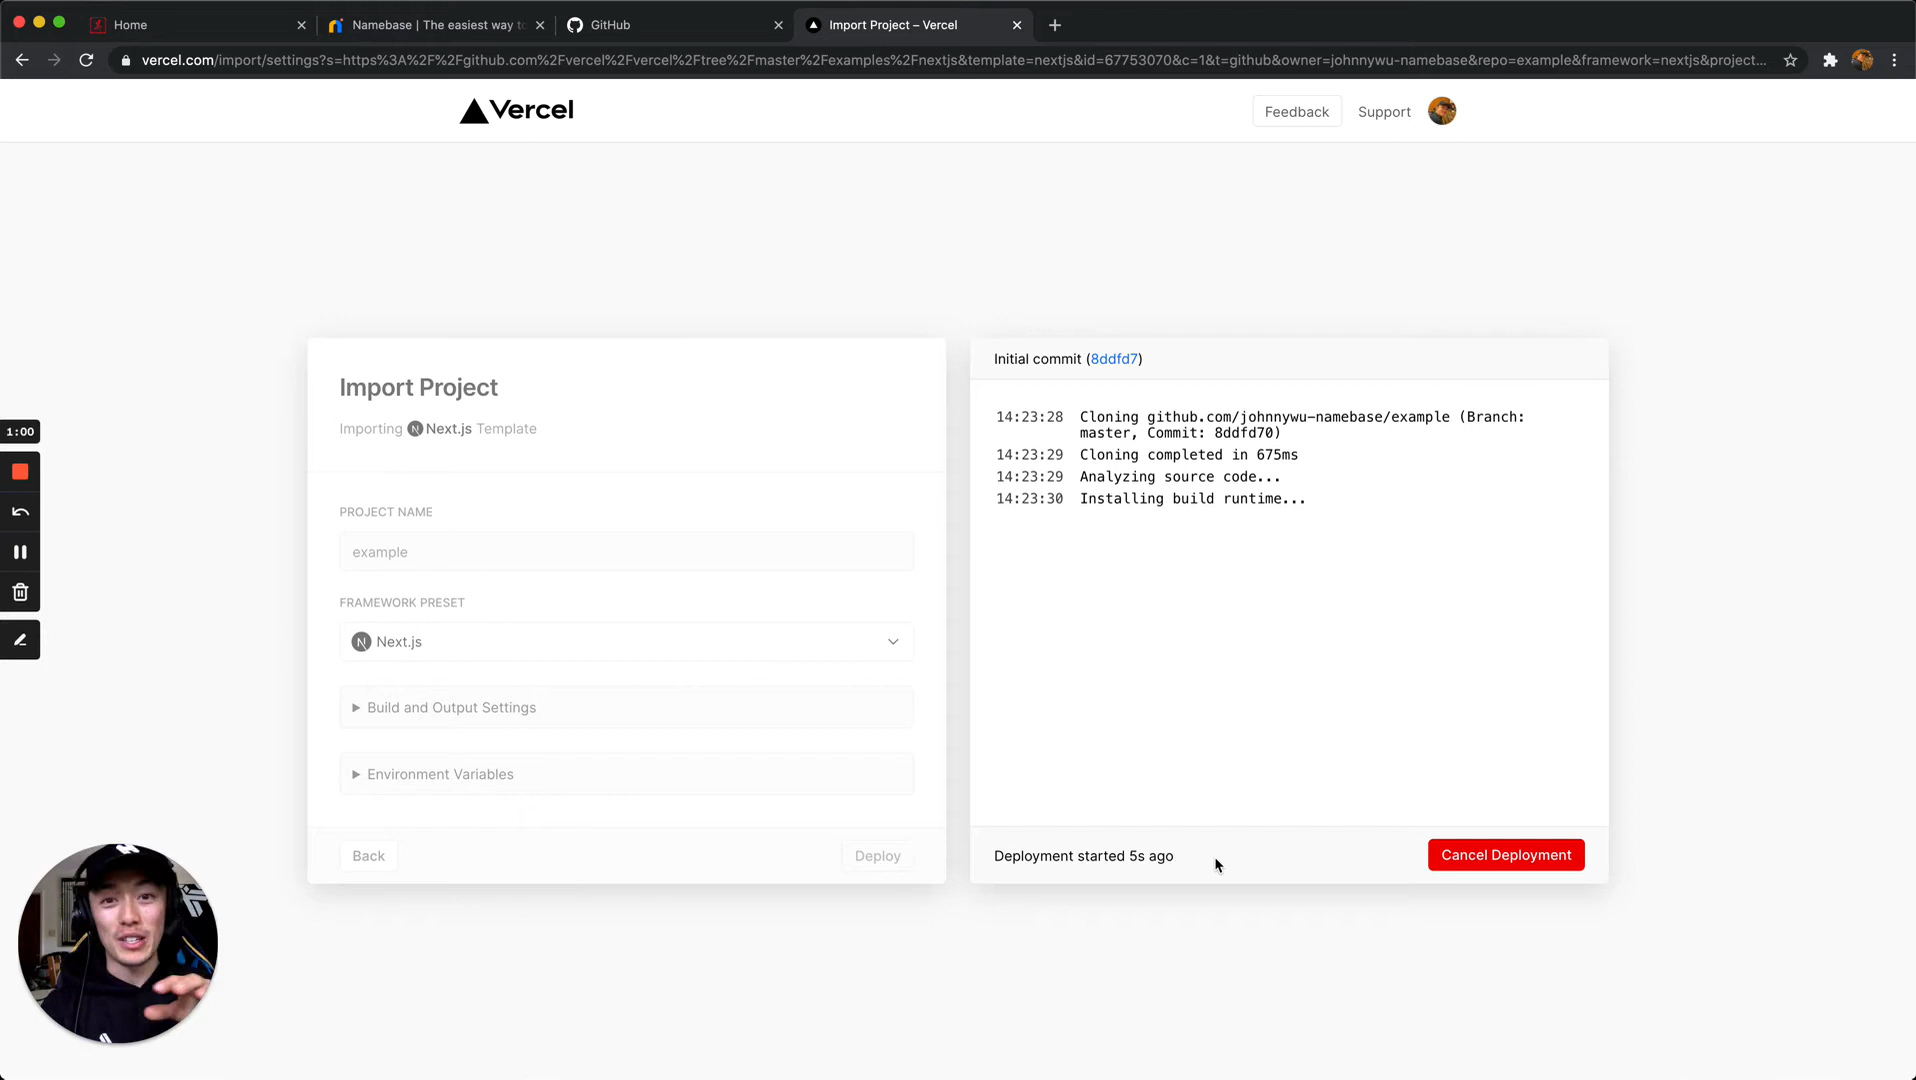 Home
Namebase | The easiest way to
GitHub
Import Project – Vercel
vercel.com/import/settings?s=https%3A%2F%2Fgithub.com%2Fvercel%2Fvercel%2Ftree%2Fmaster%2Fexamples%2Fnextjs&template=nextjs&id=67753070&c=1&t=github&owner=johnnywu-namebase&repo=example&framework=nextjs&project...
Vercel
Feedback
Support
Import Project
Importing N Next.js Template
PROJECT NAME
example
FRAMEWORK PRESET
N Next.js
Build and Output Settings
Environment Variables
Back
Deploy
Initial commit (8ddfd7)
14:23:28 Cloning github.com/johnnywu-namebase/example (Branch:
master, Commit: 8ddfd70)
14:23:29 Cloning completed in 675ms
14:23:29 Analyzing source code...
14:23:30 Installing build runtime...
Deployment started 5s ago
Cancel Deployment
1:00